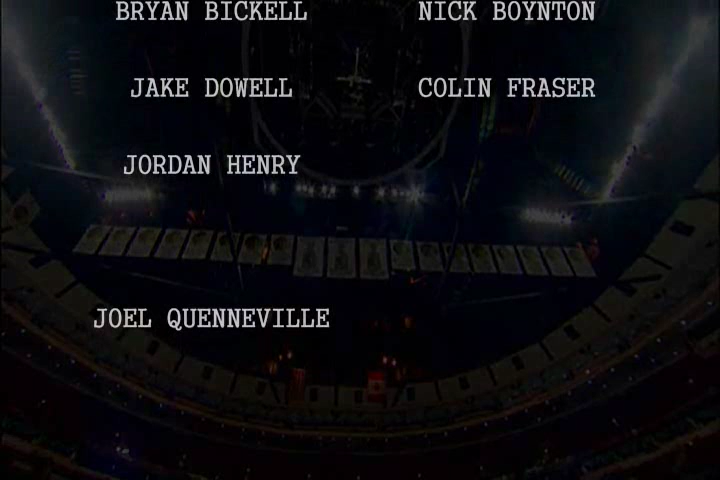 BRYAN BICKELL NICK BOYNTON
JAKE DOWELL COLIN FRASER
JORDAN HENRY
JOEL QUENNEVILLE